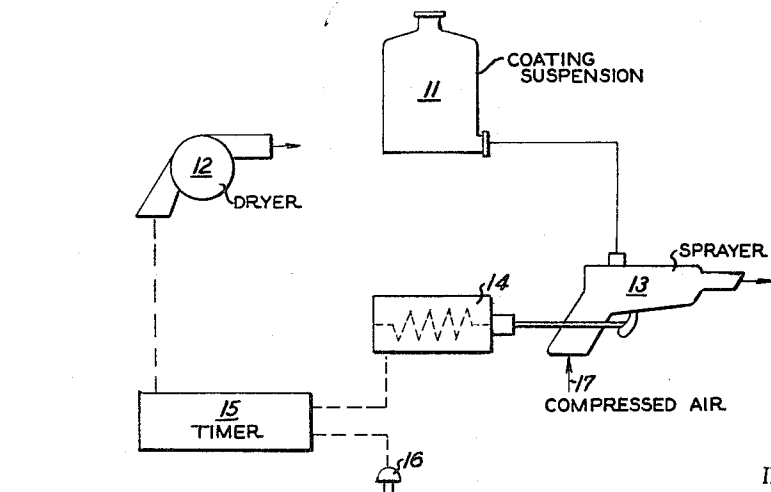 11
COATING
SUSPENSION
12
DRYER
SPRAYER
14
13
17
COMPRESSED AIR
15
TIMER
16